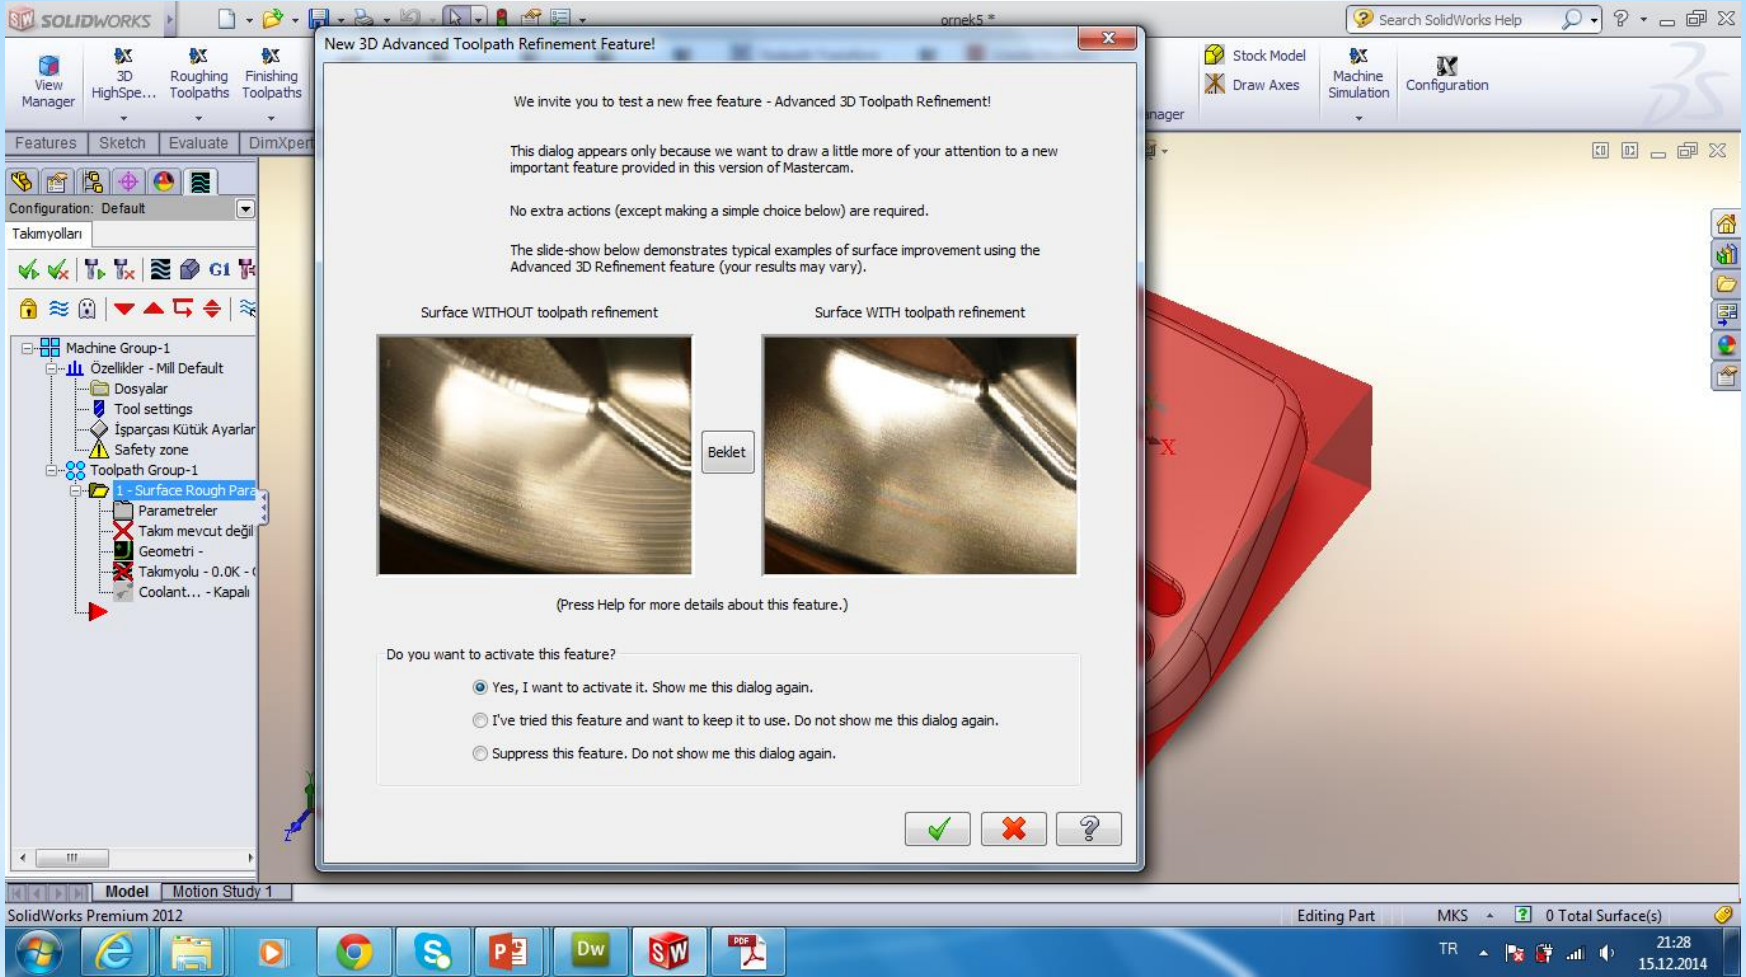 SOLIDWORKS
ornek5 *
Search SolidWorks Help
View
Manager
3D
HighSpe...
Roughing
Toolpaths
Finishing
Toolpaths
Stock Model
Draw Axes
Machine
Simulation
Configuration
Features
Sketch
Evaluate
Configuration: Default
Takımyolları
G1
Machine Group-1
Özellikler - Mill Default
Dosyalar
Tool settings
İşparçası Kütük Ayarlar
Safety zone
Toolpath Group-1
1 - Surface Rough Para
Parametreler
Takım mevcut değil
Geometri -
Takımyolu - 0.0K -
Coolant... - Kapalı
New 3D Advanced Toolpath Refinement Feature!
We invite you to test a new free feature - Advanced 3D Toolpath Refinement!
This dialog appears only because we want to draw a little more of your attention to a new
important feature provided in this version of Mastercam.
No extra actions (except making a simple choice below) are required.
The slide-show below demonstrates typical examples of surface improvement using the
Advanced 3D Refinement feature (your results may vary).
Surface WITHOUT toolpath refinement
Surface WITH toolpath refinement
Beklet
(Press Help for more details about this feature.)
Do you want to activate this feature?
Yes, I want to activate it. Show me this dialog again.
I've tried this feature and want to keep it to use. Do not show me this dialog again.
Suppress this feature. Do not show me this dialog again.
X
Z
Model
Motion Study 1
SolidWorks Premium 2012
Editing Part
MKS
0 Total Surface(s)
Dw
SW
PDF
TR
21:28
15.12.2014